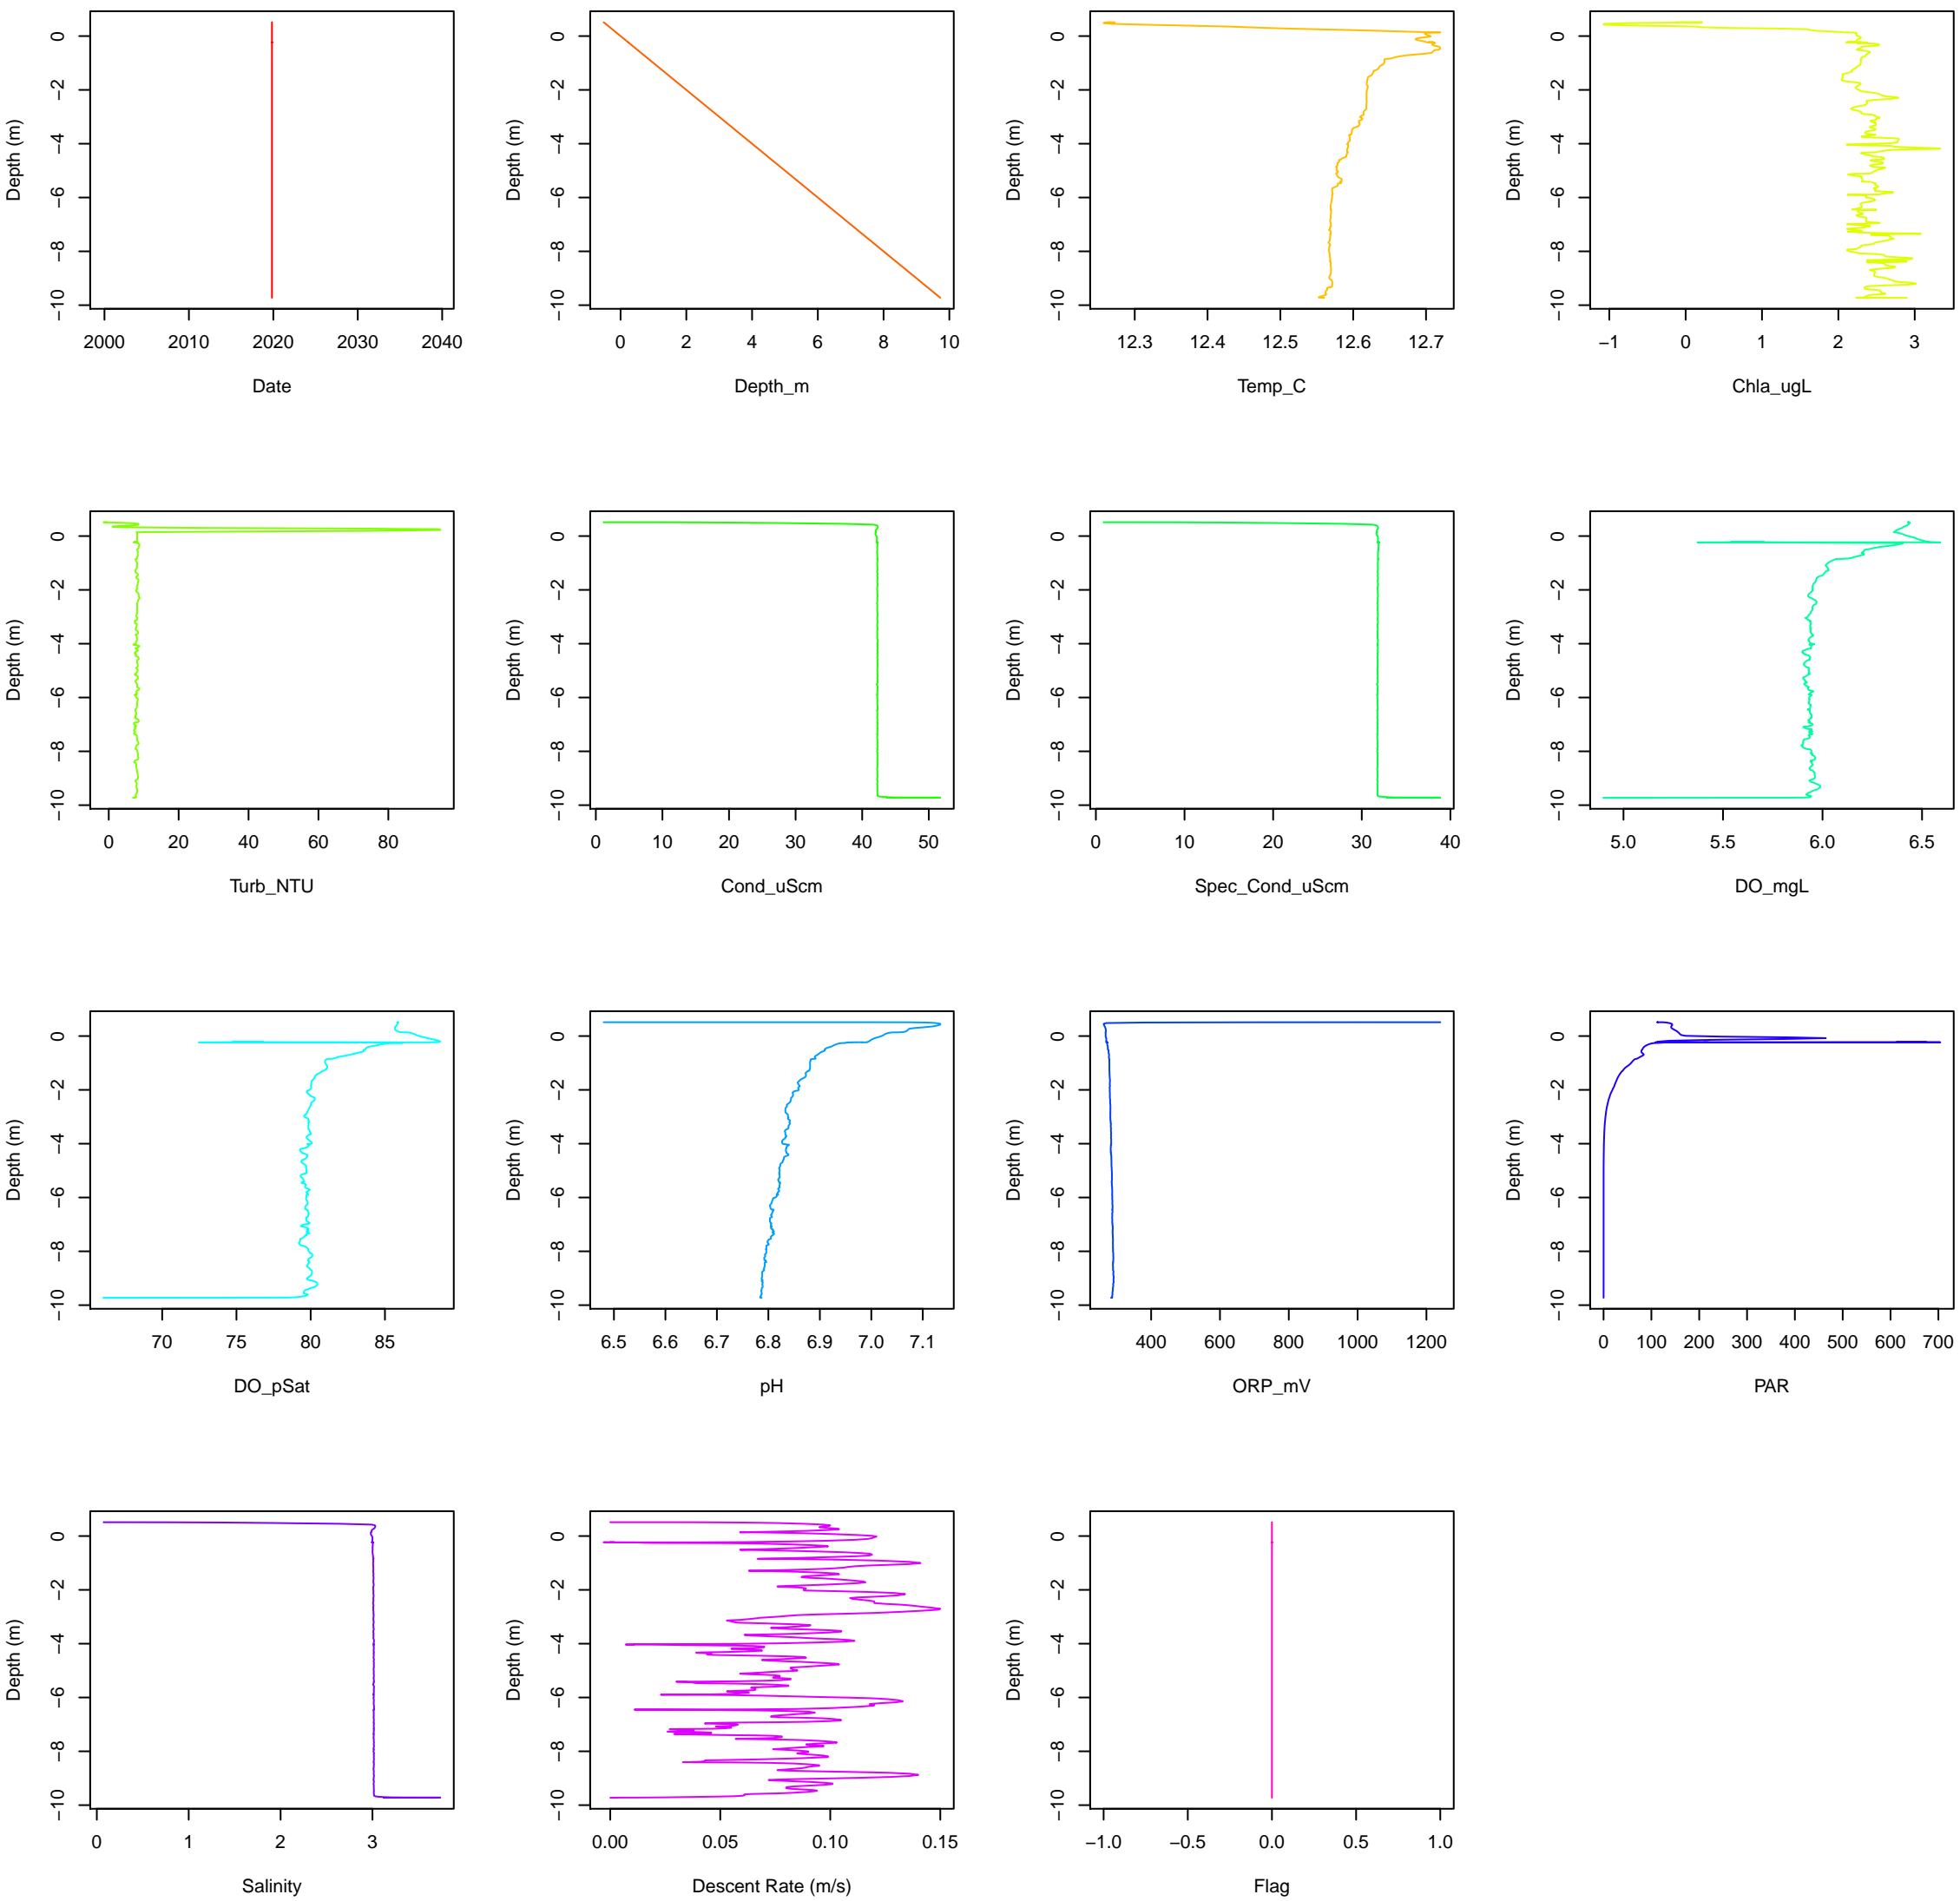 Depth (m)
0
−2
−4
−6
−8
−10
2000 2010 2020 2030 2040
Date
Depth (m)
0
−2
−4
−6
−8
−10
0 2 4 6 8 10
Depth_m
Depth (m)
0
−2
−4
−6
−8
−10
12.3 12.4 12.5 12.6 12.7
Temp_C
Depth (m)
0
−2
−4
−6
−8
−10
−1 0 1 2 3
Chla_ugL
Depth (m)
0
−2
−4
−6
−8
−10
0 20 40 60 80
Turb_NTU
Depth (m)
0
−2
−4
−6
−8
−10
0 10 20 30 40 50
Cond_uScm
Depth (m)
0
−2
−4
−6
−8
−10
0 10 20 30 40
Spec_Cond_uScm
Depth (m)
0
−2
−4
−6
−8
−10
5.0 5.5 6.0 6.5
DO_mgL
Depth (m)
0
−2
−4
−6
−8
−10
70 75 80 85
DO_pSat
Depth (m)
0
−2
−4
−6
−8
−10
6.5 6.6 6.7 6.8 6.9 7.0 7.1
pH
Depth (m)
0
−2
−4
−6
−8
−10
400 600 800 1000 1200
ORP_mV
Depth (m)
0
−2
−4
−6
−8
−10
0 100 200 300 400 500 600 700
PAR
Depth (m)
0
−2
−4
−6
−8
−10
0 1 2 3
Salinity
Depth (m)
0
−2
−4
−6
−8
−10
0.00 0.05 0.10 0.15
Descent Rate (m/s)
Depth (m)
0
−2
−4
−6
−8
−10
−1.0 −0.5 0.0 0.5 1.0
Flag